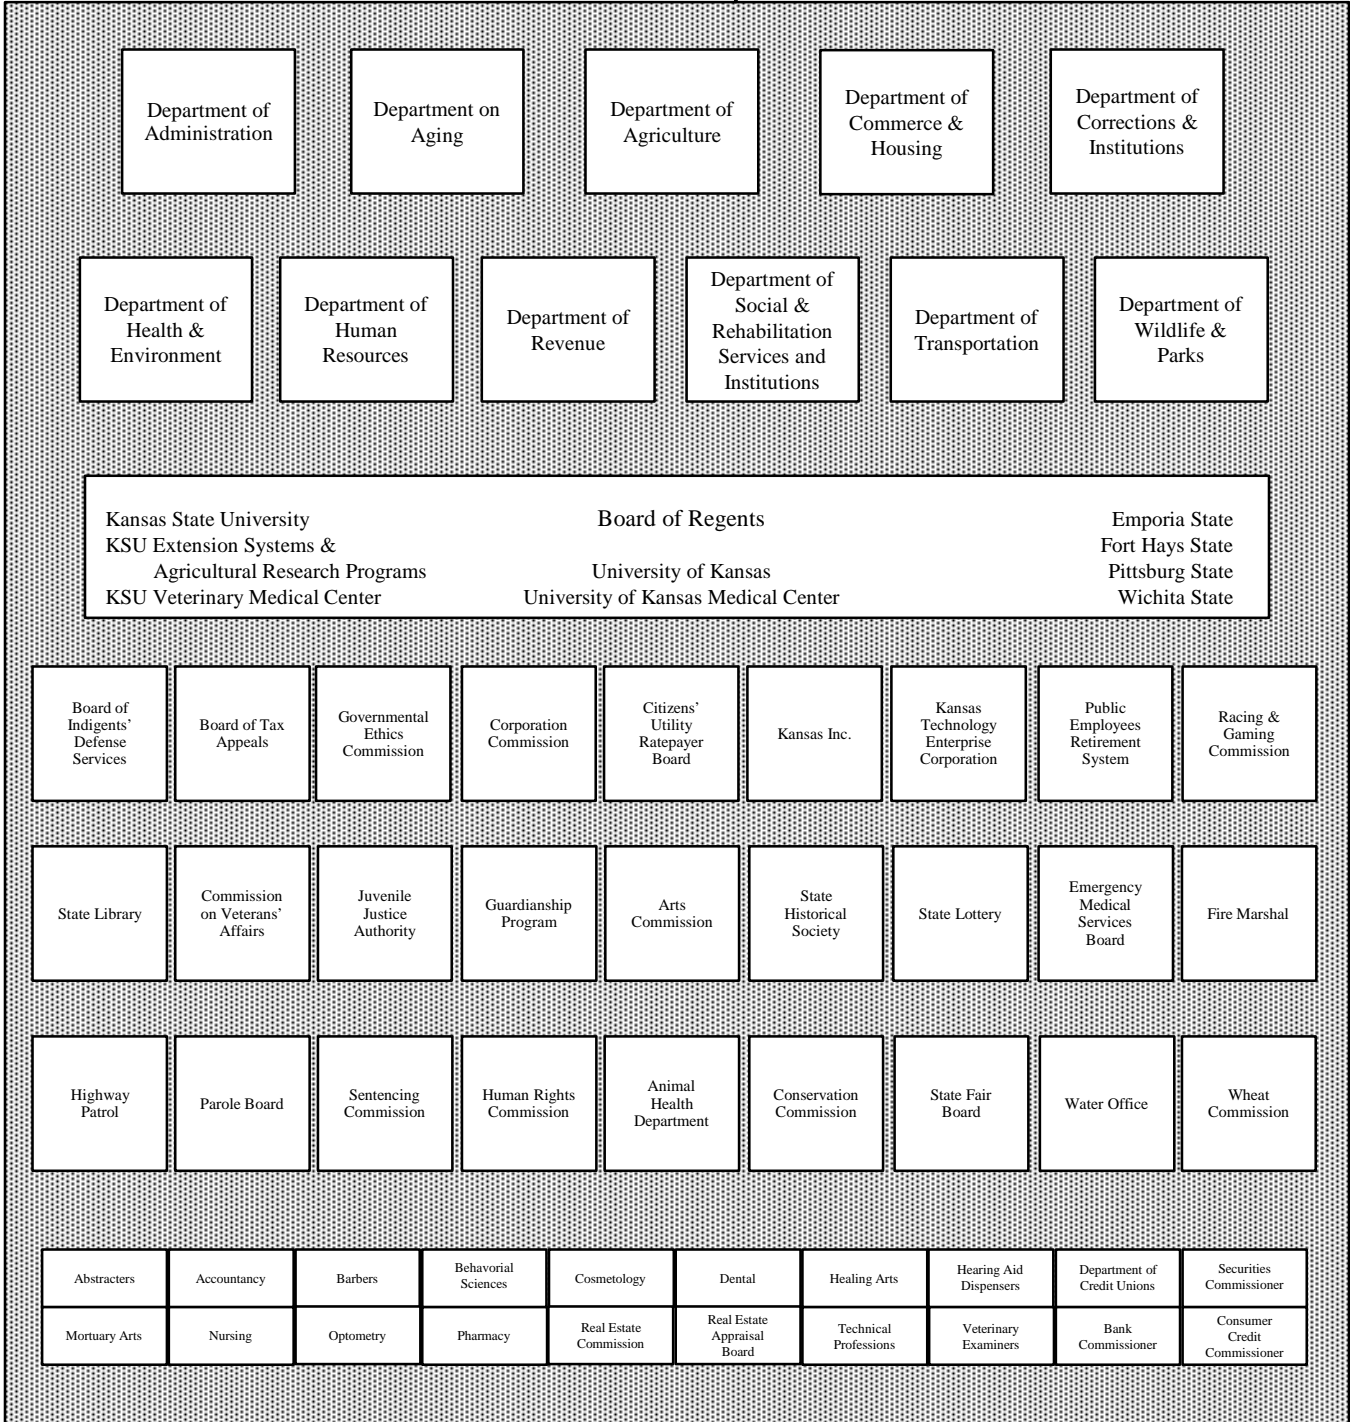 Department of
Administration
Department on
Aging
Department of
Agriculture
Department of
Commerce &
Housing
Department of
Corrections &
Institutions
Department of
Health &
Environment
Department of
Human
Resources
Department of
Revenue
Department of
Social &
Rehabilitation
Services and
Institutions
Department of
Transportation
Department of
Wildlife &
Parks
Kansas State University
KSU Extension Systems &
Agricultural Research Programs
KSU Veterinary Medical Center
Board of Regents
University of Kansas
University of Kansas Medical Center
Emporia State
Fort Hays State
Pittsburg State
Wichita State
Board of
Indigents’
Defense
Services
Board of Tax
Appeals
Governmental
Ethics
Commission
Corporation
Commission
Citizens’
Utility
Ratepayer
Board
Kansas Inc.
Kansas
Technology
Enterprise
Corporation
Public
Employees
Retirement
System
Racing &
Gaming
Commission
State Library
Commission
on Veterans’
Affairs
Juvenile
Justice
Authority
Guardianship
Program
Arts
Commission
State
Historical
Society
State Lottery
Emergency
Medical
Services
Board
Fire Marshal
Highway
Patrol
Parole Board
Sentencing
Commission
Human Rights
Commission
Animal
Health
Department
Conservation
Commission
State Fair
Board
Water Office
Wheat
Commission
Abstracters
Accountancy
Barbers
Behavorial
Sciences
Cosmetology
Dental
Healing Arts
Hearing Aid
Dispensers
Department of
Credit Unions
Securities
Commissioner
Mortuary Arts
Nursing
Optometry
Pharmacy
Real Estate
Commission
Real Estate
Appraisal
Board
Technical
Professions
Veterinary
Examiners
Bank
Commissioner
Consumer
Credit
Commissioner